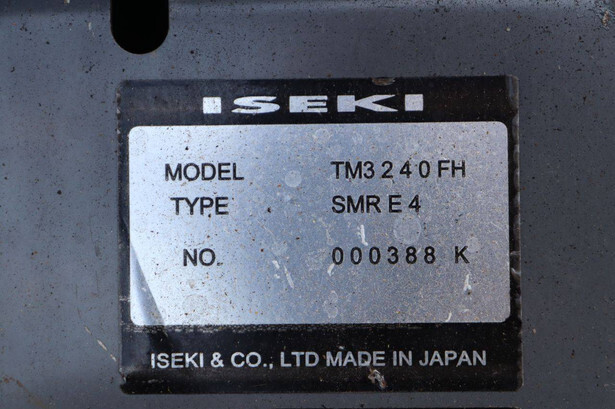 ISEKI
MODEL TM3240FH
TYPE SMRE4
NO. 000388 K
ISEKI & CO., LTD MADE IN JAPAN